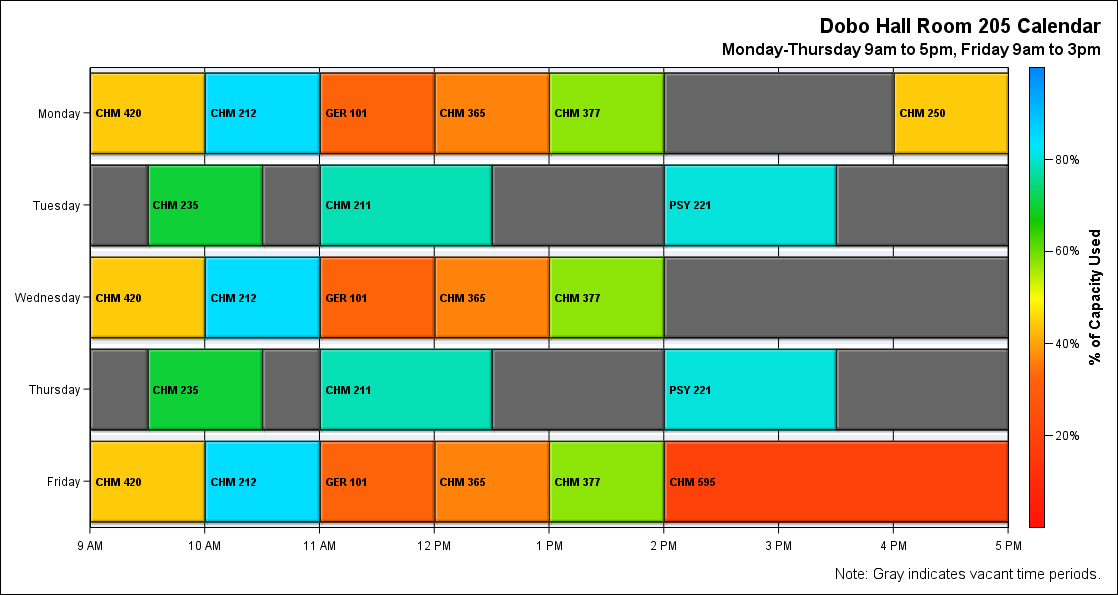 Dobo Hall Room 205 Calendar
Monday-Thursday 9am to 5pm, Friday 9am to 3pm
Monday
CHM 420
CHM 212
GER 101
CHM 365
CHM 377
CHM 250
Tuesday
CHM 235
CHM 211
PSY 221
Wednesday
CHM 420
CHM 212
GER 101
CHM 365
CHM 377
Thursday
CHM 235
CHM 211
PSY 221
Friday
CHM 420
CHM 212
GER 101
CHM 365
CHM 377
CHM 595
9 AM
10 AM
11 AM
12 PM
1 PM
2 PM
3 PM
4 PM
5 PM
80%
60%
40%
20%
% of Capacity Used
Note: Gray indicates vacant time periods.